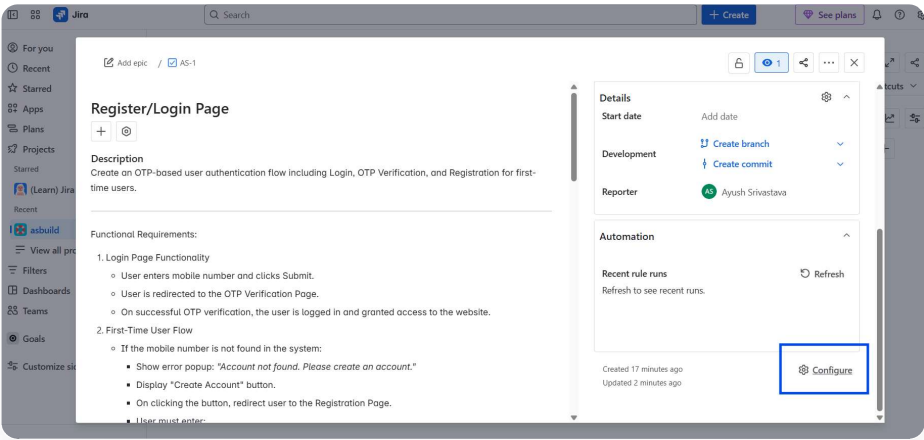 Jira
Search
+ Create
See plans
For you
Recent
Starred
Apps
Plans
Projects
Starred
(Learn) Jira
Recent
asbuild
View all pro
Filters
Dashboards
Teams
Goals
Customize sid
tcuts
Add epic / AS-1
1
Register/Login Page
Description
Create an OTP-based user authentication flow including Login, OTP Verification, and Registration for first-
time users.
Functional Requirements:
1. Login Page Functionality
User enters mobile number and clicks Submit.
User is redirected to the OTP Verification Page.
On successful OTP verification, the user is logged in and granted access to the website.
2. First-Time User Flow
If the mobile number is not found in the system:
Show error popup: "Account not found. Please create an account."
Display "Create Account" button.
On clicking the button, redirect user to the Registration Page.
User must enter:
Details
Start date Add date
Development Create branch
Create commit
Reporter AS Ayush Srivastava
Automation
Recent rule runs Refresh
Refresh to see recent runs.
Created 17 minutes ago
Updated 2 minutes ago
Configure